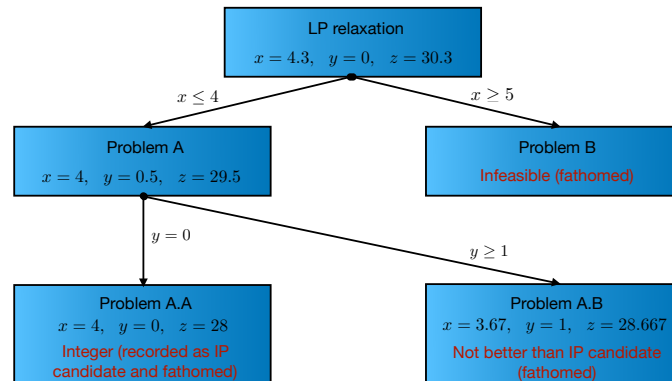 LP relaxation
x = 4.3, y = 0, z = 30.3
x ≤ 4
x ≥ 5
Problem A
x = 4, y = 0.5, z = 29.5
Problem B
Infeasible (fathomed)
y = 0
y ≥ 1
Problem A.A
x = 4, y = 0, z = 28
Integer (recorded as IP
candidate and fathomed)
Problem A.B
x = 3.67, y = 1, z = 28.667
Not better than IP candidate
(fathomed)